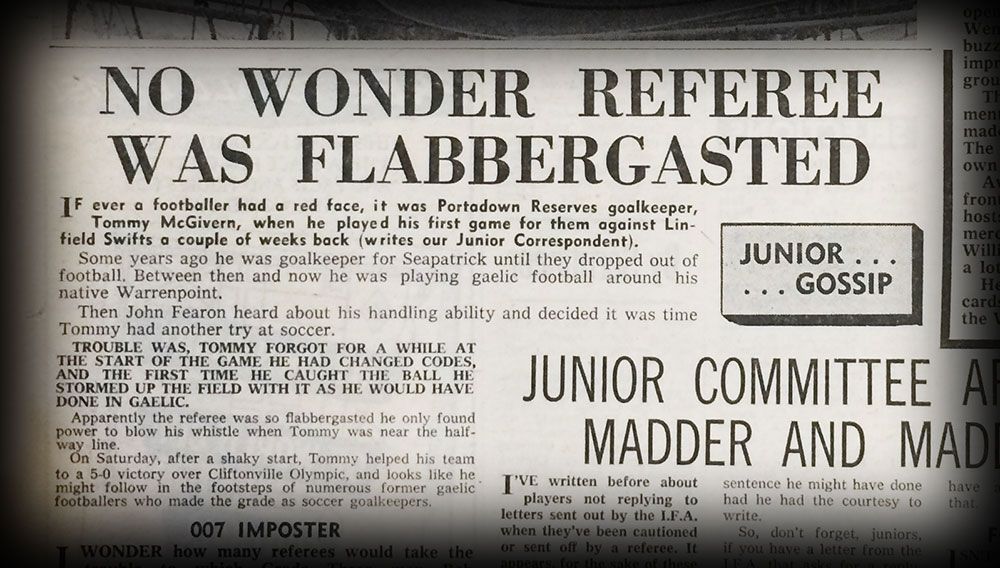 NO WONDER REFEREE
WAS FLABBERGASTED
IF ever a footballer had a red face, it was Portadown Reserves goalkeeper,
Tommy McGivern, when he played his first game for them against Lin-
field Swifts a couple of weeks back (writes our Junior Correspondent).
Some years ago he was goalkeeper for Seapatrick until they dropped out of
football. Between then and now he was playing gaelic football around his
native Warrenpoint.
Then John Fearon heard about his handling ability and decided it was time
Tommy had another try at soccer.
TROUBLE WAS, TOMMY FORGOT FOR A WHILE AT
THE START OF THE GAME HE HAD CHANGED CODES,
AND THE FIRST TIME HE CAUGHT THE BALL HE
STORMED UP THE FIELD WITH IT AS HE WOULD HAVE
DONE IN GAELIC.
Apparently the referee was so flabbergasted he only found
power to blow his whistle when Tommy was near the half-
way line.
On Saturday, after a shaky start, Tommy helped his team
to a 5-0 victory over Cliftonville Olympic, and looks like he
might follow in the footsteps of numerous former gaelic
footballers who made the grade as soccer goalkeepers.
007 IMPOSTER
I WONDER how many referees would take the
JUNIOR . . .
. . . GOSSIP
JUNIOR COMMITTEE
MADDER AND
I'VE written before about
players not replying to
letters sent out by the I.F.A.
when they've been cautioned
or sent off by a referee. It
appears, for the sake of these
sentence he might have done
had he had the courtesy to
write.
So, don't forget, juniors,
if you have a letter from the
I.F.A. that asks for a
have
that.